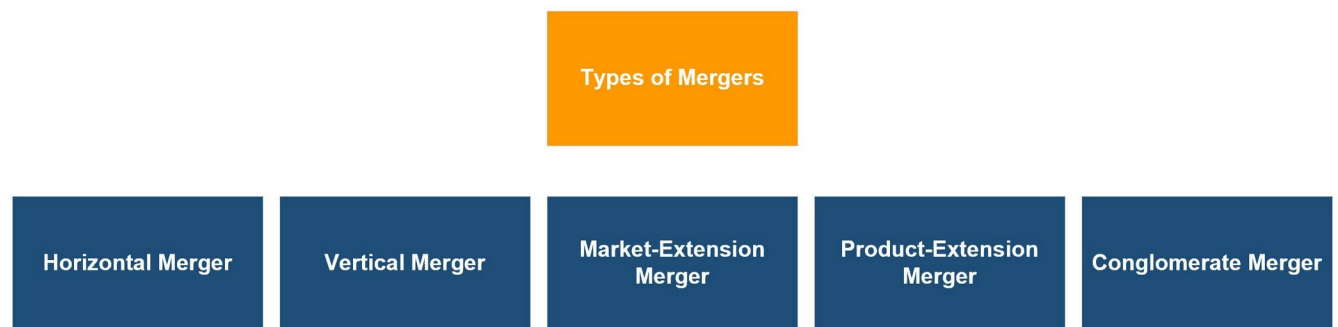 Types of Mergers
Horizontal Merger
Vertical Merger
Market-Extension
Merger
Product-Extension
Merger
Conglomerate Merger